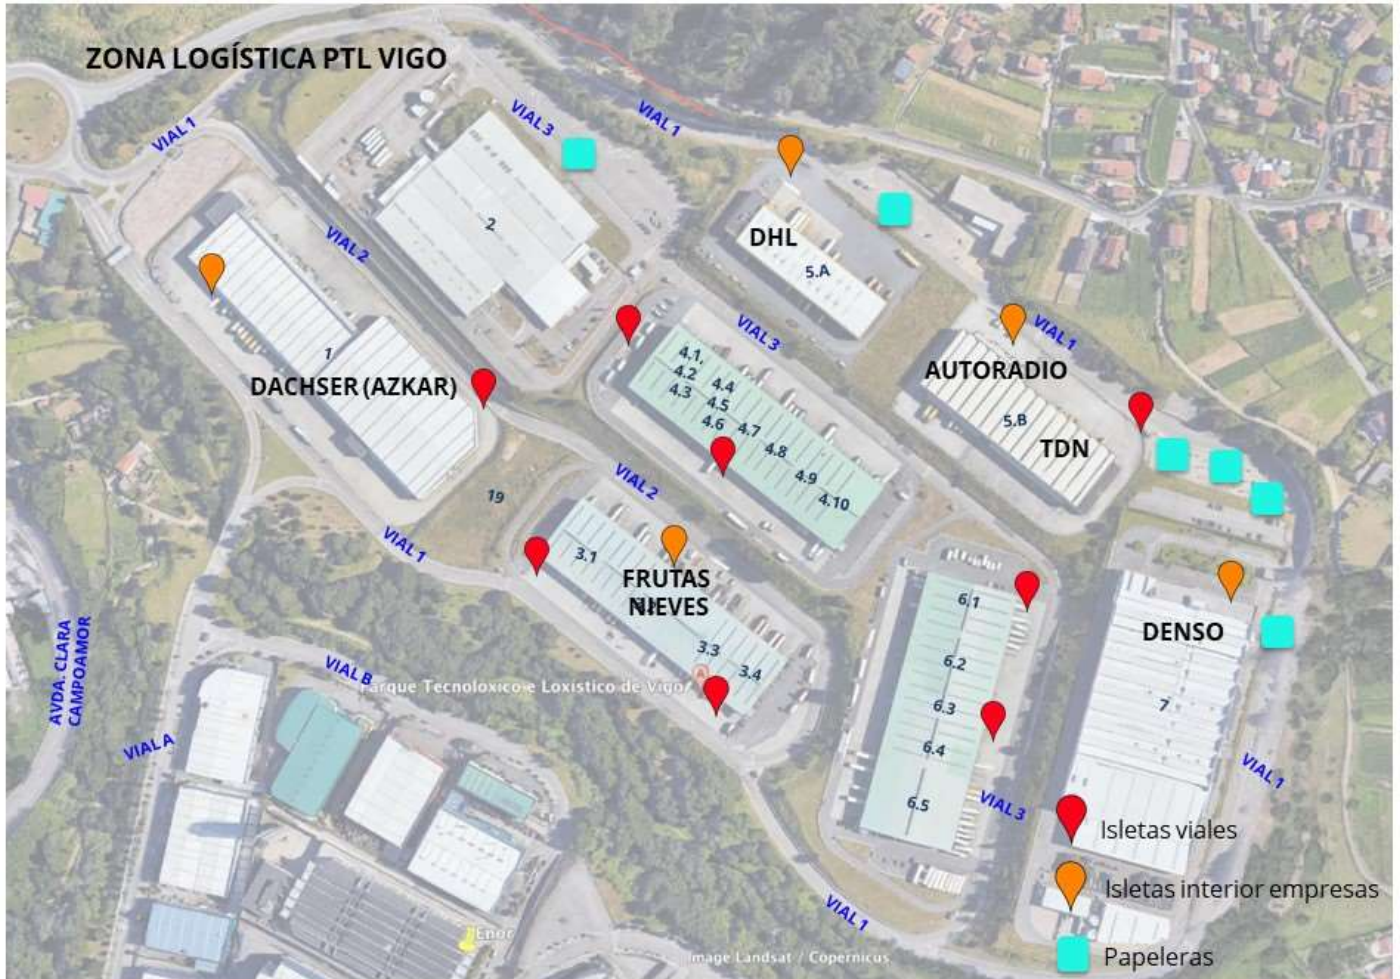 ZONA LOGÍSTICA PTL VIGO
VIAL 1
VIAL 3
VIAL 1
VIAL 2
2
DHL
5.A
VIAL 3
VIAL 1
1
DACHSER (AZKAR)
4.1.
4.2
4.3
4.4
4.5
4.6
4.7
4.8
4.9
4.10
AUTORADIO
5.B
TDN
VIAL 2
19
VIAL 1
3.1
FRUTAS
NIEVES
3.3
3.4
6.1
6.2
6.3
6.4
6.5
DENSO
7
VIAL 1
VIAL 3
AVDA. CLARA
CAMPOAMOR
VIAL B
VIAL A
Parque Tecnoloxico e Loxistico de Vigo
A
VIAL 1
Isletas viales
Isletas interior empresas
Papeleras
Enor
Image Landsat / Copernicus